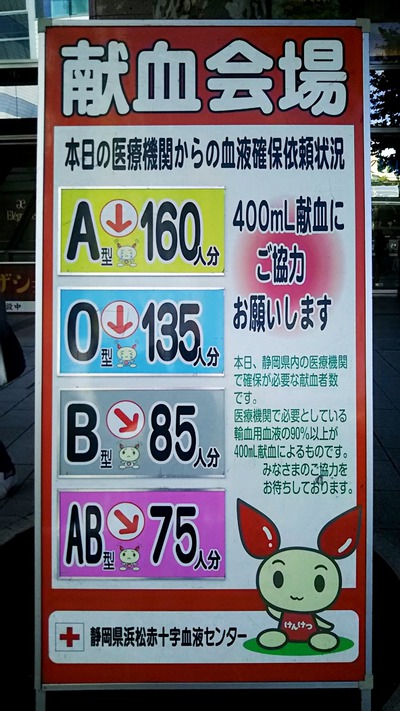 献血会場
本日の医療機関からの血液確保依頼状況
A型 ↓ 160人分
O型 ↓ 135人分
B型 ↘ 85人分
AB型 ↘ 75人分
400mL献血に
ご協力
お願いします
本日、静岡県内の医療機関
で確保が必要な献血者数
です。
医療機関で必要としている
輸血用血液の90%以上が
400mL献血によるものです。
みなさまのご協力を
お待ちしております。
けんけつ
静岡県浜松赤十字血液センター